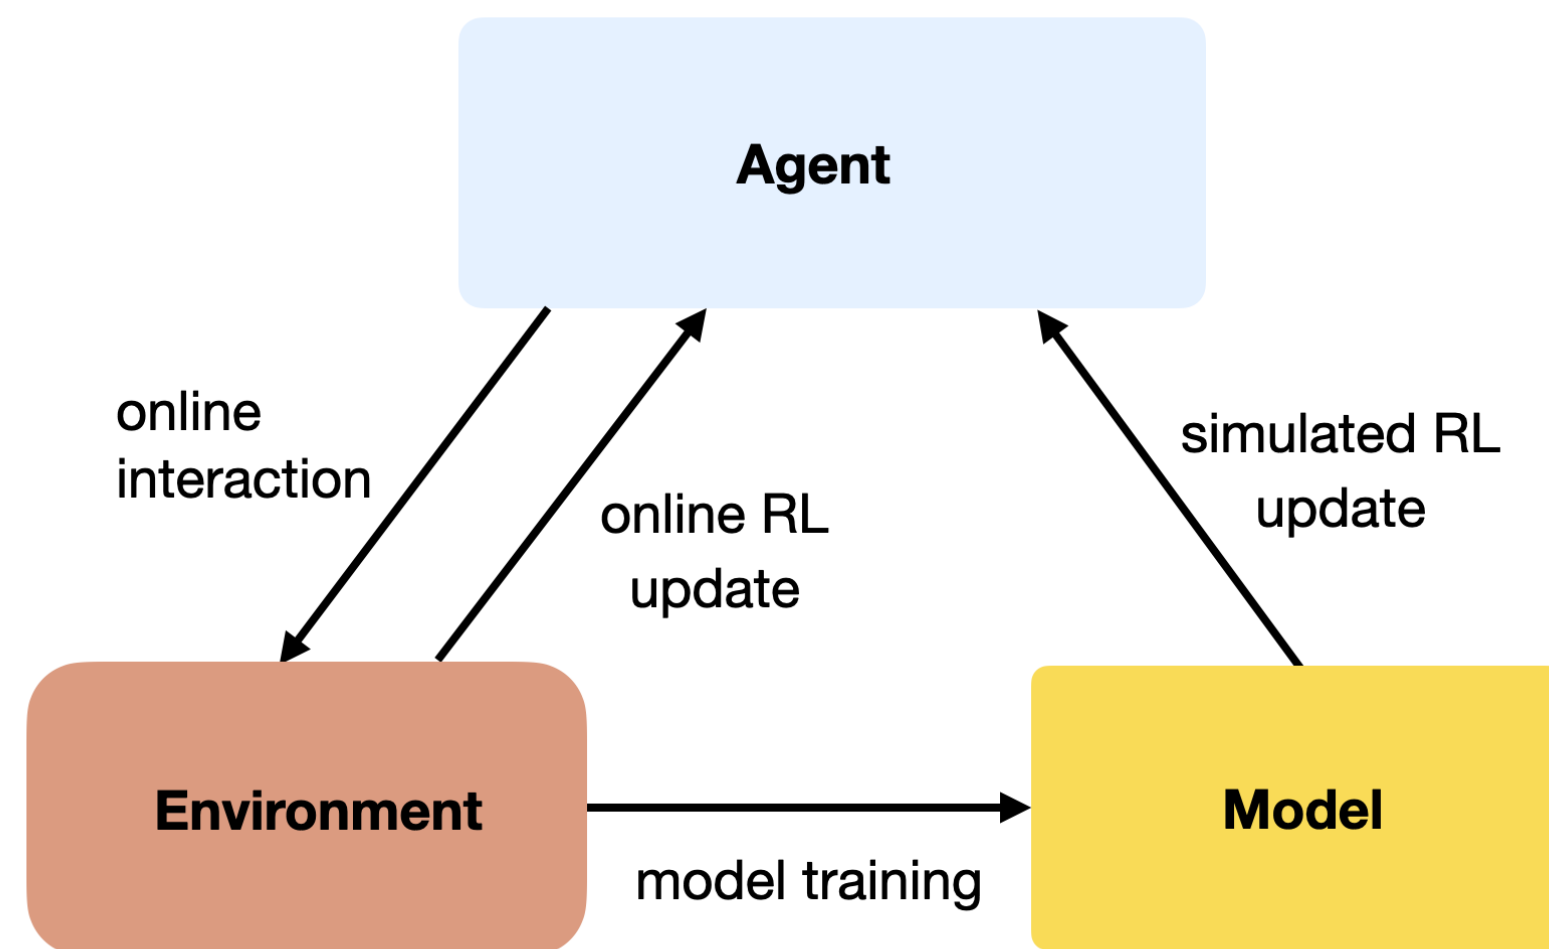 Agent
online
interaction
online RL
update
simulated RL
update
Environment
model training
Model